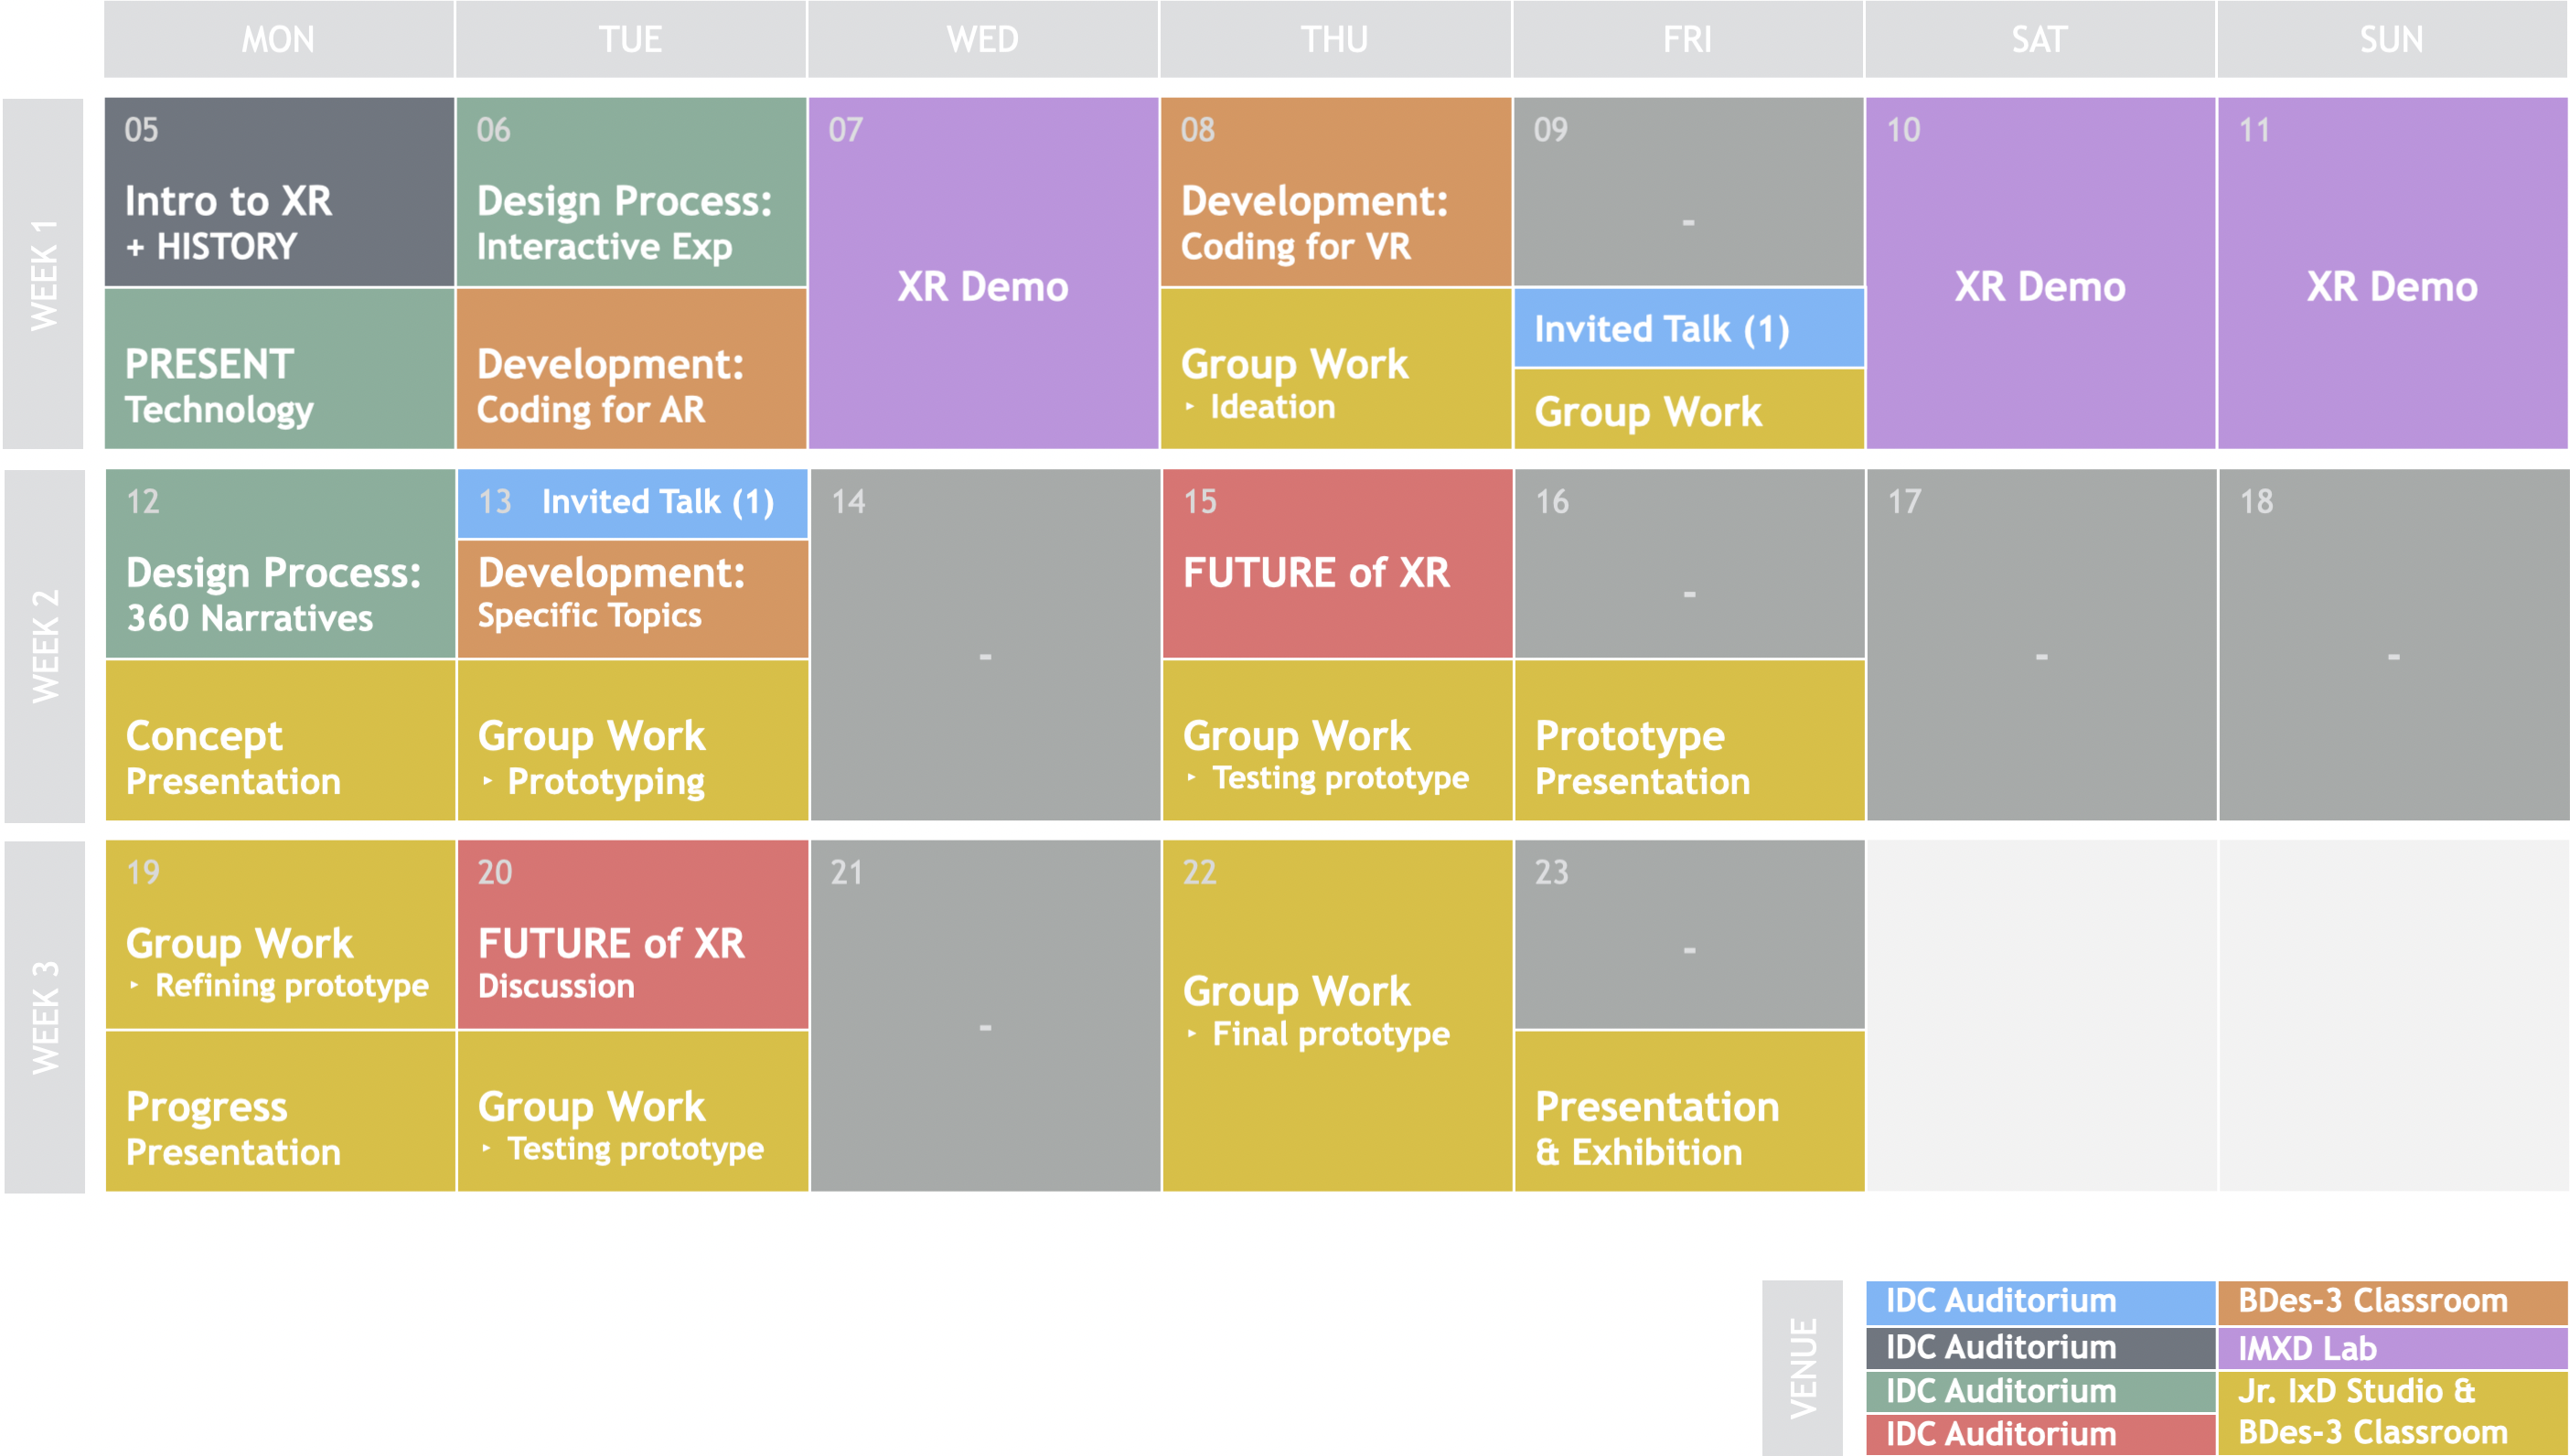 MON
TUE
WED
THU
FRI
SAT
SUN
WEEK 1
05
Intro to XR
+ HISTORY
PRESENT
Technology
06
Design Process:
Interactive Exp
Development:
Coding for AR
07
XR Demo
08
Development:
Coding for VR
Group Work
‣ Ideation
09
-
Invited Talk (1)
Group Work
10
XR Demo
11
XR Demo
WEEK 2
12
Design Process:
360 Narratives
Concept
Presentation
13 Invited Talk (1)
Development:
Specific Topics
Group Work
‣ Prototyping
14
-
15
FUTURE of XR
Group Work
‣ Testing prototype
16
-
Prototype
Presentation
17
-
18
-
WEEK 3
19
Group Work
‣ Refining prototype
Progress
Presentation
20
FUTURE of XR
Discussion
Group Work
‣ Testing prototype
21
-
22
Group Work
‣ Final prototype
23
-
Presentation
& Exhibition
VENUE
IDC Auditorium
IDC Auditorium
IDC Auditorium
IDC Auditorium
BDes-3 Classroom
IMXD Lab
Jr. IxD Studio &
BDes-3 Classroom